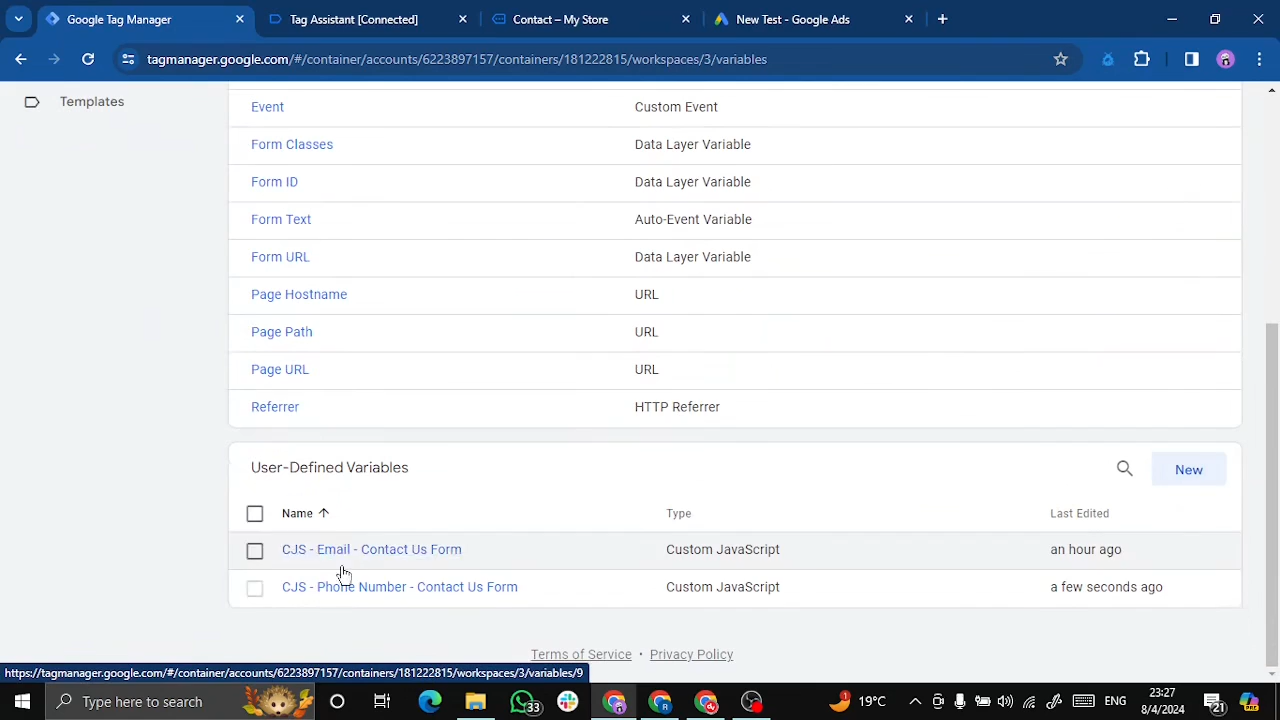 Google Tag Manager
Tag Assistant [Connected]
Contact – My Store
New Test - Google Ads
tagmanager.google.com/#/container/accounts/6223897157/containers/181222815/workspaces/3/variables
Templates
Event Custom Event
Form Classes Data Layer Variable
Form ID Data Layer Variable
Form Text Auto-Event Variable
Form URL Data Layer Variable
Page Hostname URL
Page Path URL
Page URL URL
Referrer HTTP Referrer
User-Defined Variables
New
Name Type Last Edited
CJS - Email - Contact Us Form Custom JavaScript an hour ago
CJS - Phone Number - Contact Us Form Custom JavaScript a few seconds ago
Terms of Service • Privacy Policy
https://tagmanager.google.com/#/container/accounts/6223897157/containers/181222815/workspaces/3/variables/9
Type here to search
33
19°C
ENG
23:27
8/4/2024
21